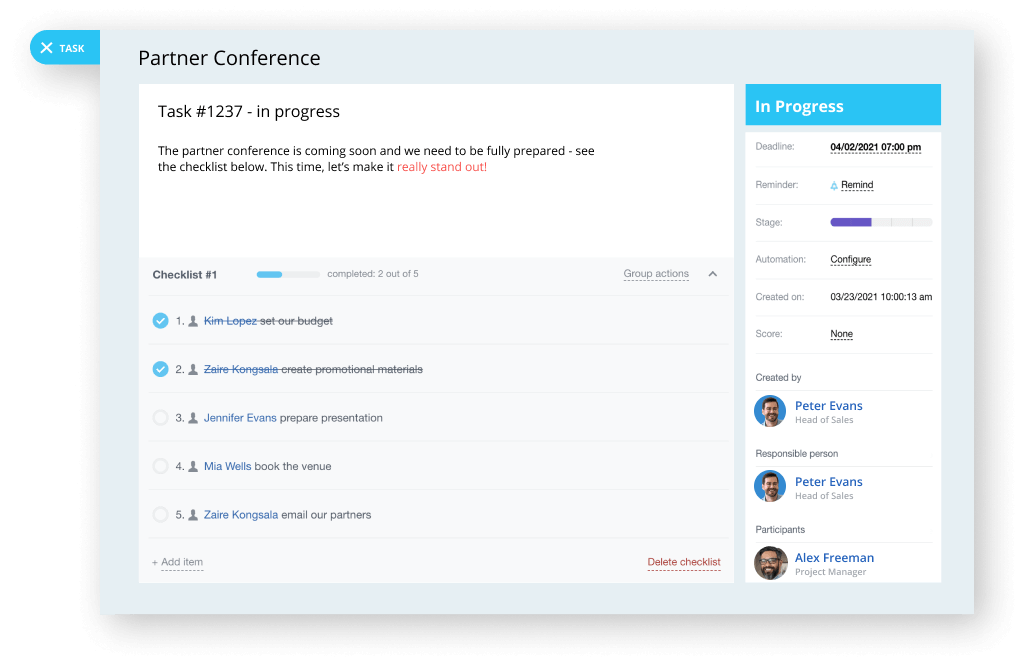 TASK
Partner Conference
Task #1237 - in progress
The partner conference is coming soon and we need to be fully prepared - see
the checklist below. This time, let's make it really stand out!
Checklist #1 completed: 2 out of 5 Group actions
1. Kim Lopez set our budget
2. Zaire Kongsala create promotional materials
3. Jennifer Evans prepare presentation
4. Mia Wells book the venue
5. Zaire Kongsala email our partners
+ Add item Delete checklist
In Progress
Deadline: 04/02/2021 07:00 pm
Reminder: Remind
Stage:
Automation: Configure
Created on: 03/23/2021 10:00:13 am
Score: None
Created by
Peter Evans
Head of Sales
Responsible person
Peter Evans
Head of Sales
Participants
Alex Freeman
Project Manager